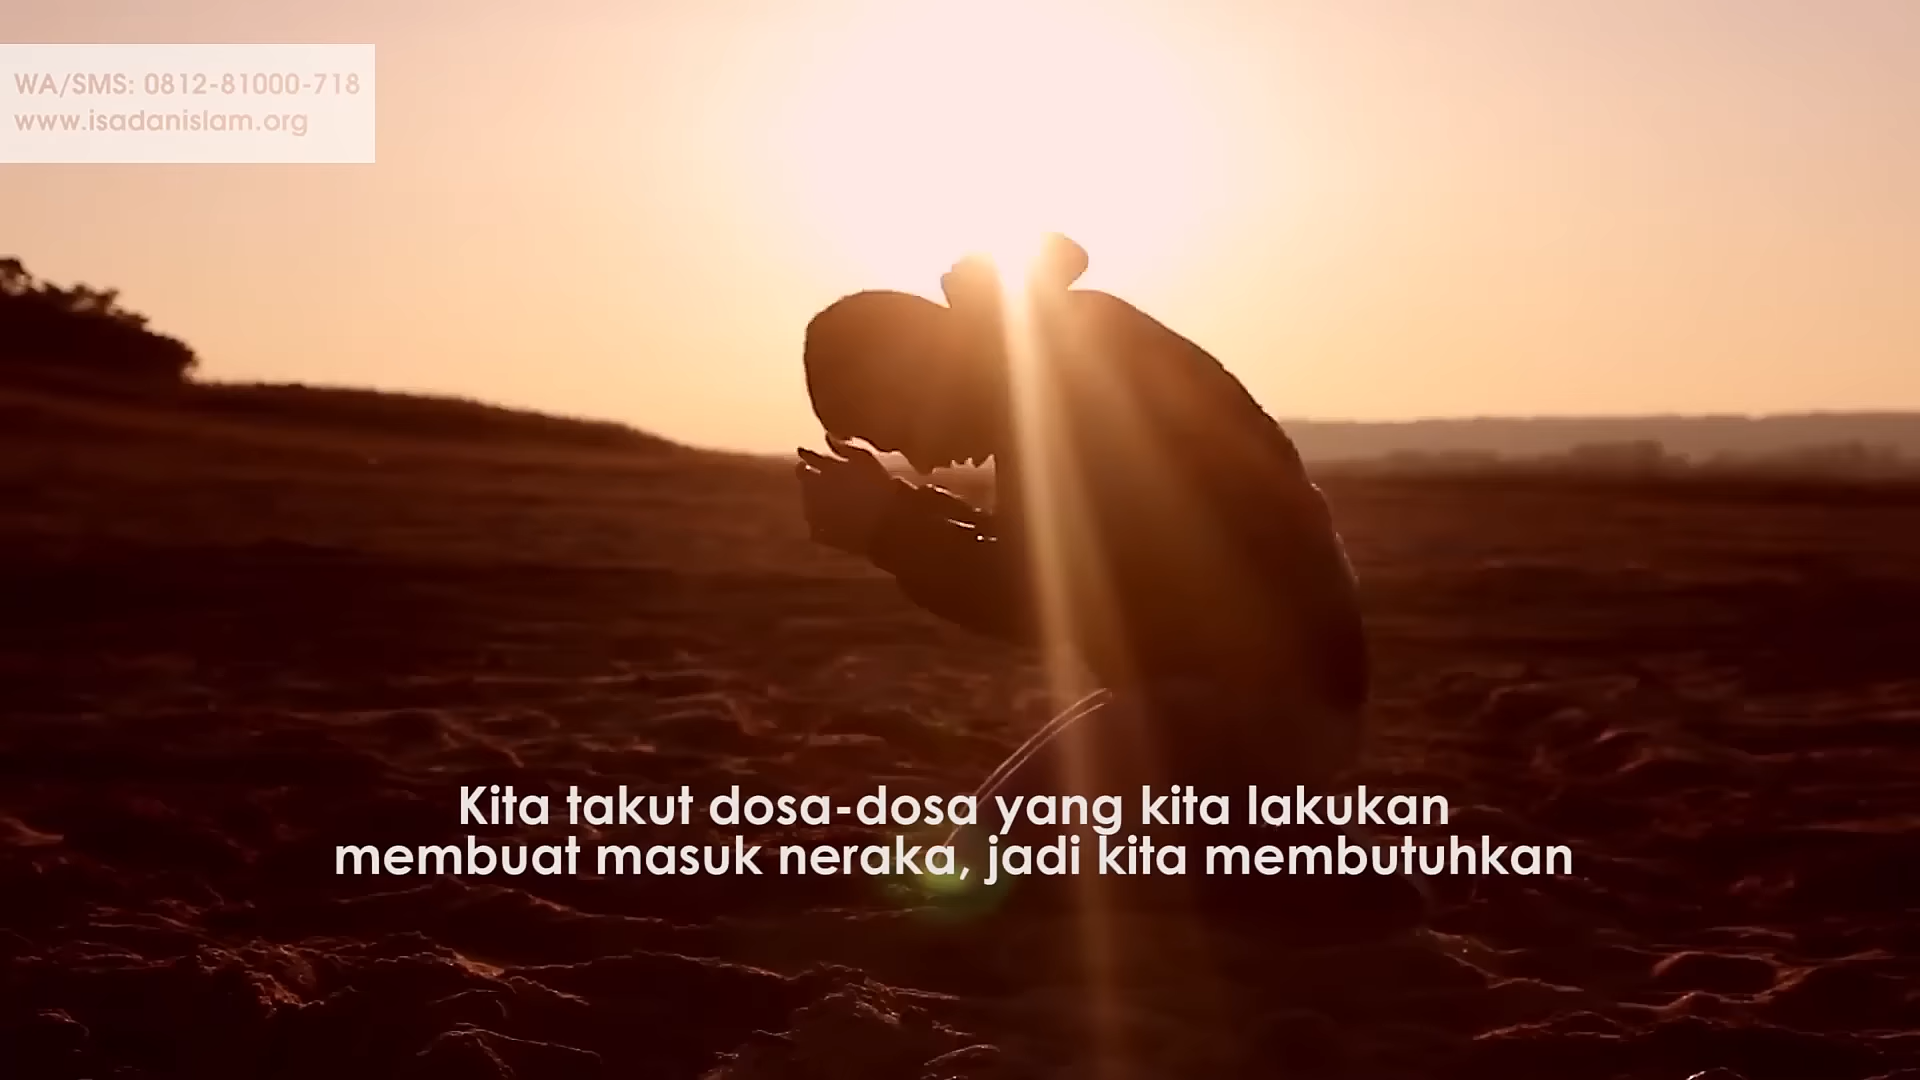 WA/SMS: 0812-81000-718
www.isadanislam.org
Kita takut dosa-dosa yang kita lakukan
membuat masuk neraka, jadi kita membutuhkan